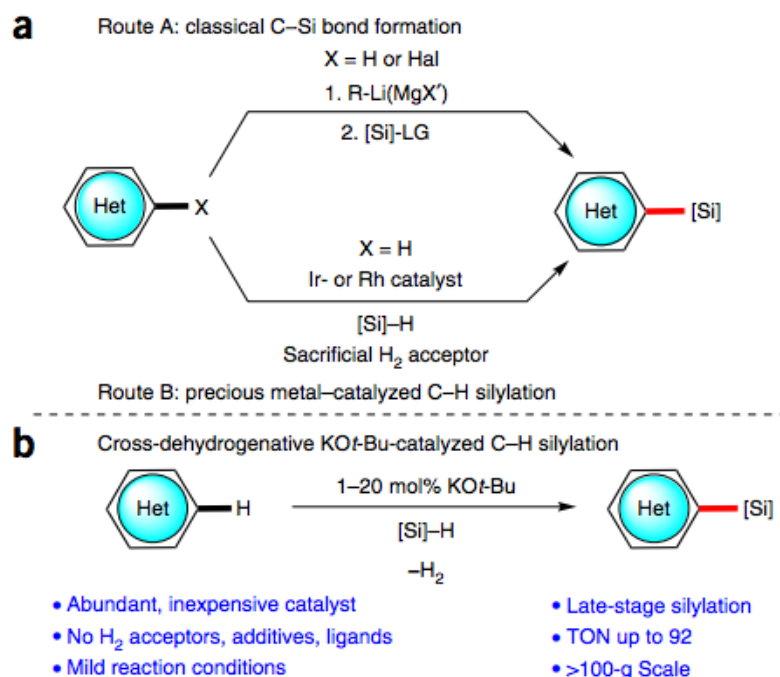 a
Route A: classical C–Si bond formation
X = H or Hal
1. R-Li(MgX′)
2. [Si]-LG
Het
X
Het
[Si]
X = H
Ir- or Rh catalyst
[Si]–H
Sacrificial H₂ acceptor
Route B: precious metal–catalyzed C–H silylation
b
Cross-dehydrogenative KOt-Bu-catalyzed C–H silylation
Het
H
1–20 mol% KOt-Bu
[Si]–H
–H₂
Het
[Si]
• Abundant, inexpensive catalyst
• No H₂ acceptors, additives, ligands
• Mild reaction conditions
• Late-stage silylation
• TON up to 92
• >100-g Scale